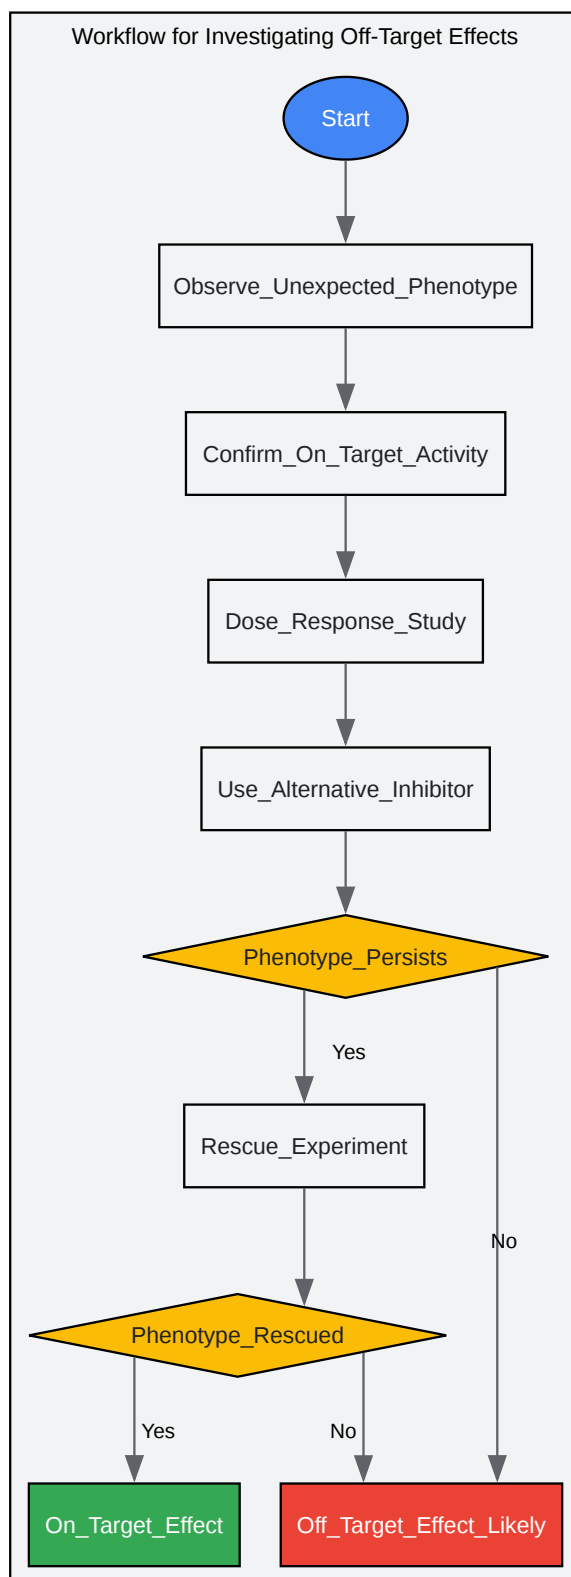 Workflow for Investigating Off-Target Effects
Start
Observe_Unexpected_Phenotype
Confirm_On_Target_Activity
Dose_Response_Study
Use_Alternative_Inhibitor
Phenotype_Persists
Yes
Rescue_Experiment
No
Phenotype_Rescued
Yes
No
On_Target_Effect
Off_Target_Effect_Likely